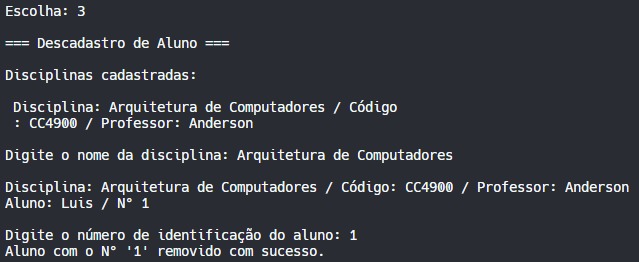 Escolha: 3
=== Descadastro de Aluno ===
Disciplinas cadastradas:
Disciplina: Arquitetura de Computadores / Código
: CC4900 / Professor: Anderson
Digite o nome da disciplina: Arquitetura de Computadores
Disciplina: Arquitetura de Computadores / Código: CC4900 / Professor: Anderson
Aluno: Luis / N° 1
Digite o número de identificação do aluno: 1
Aluno com o N° '1' removido com sucesso.